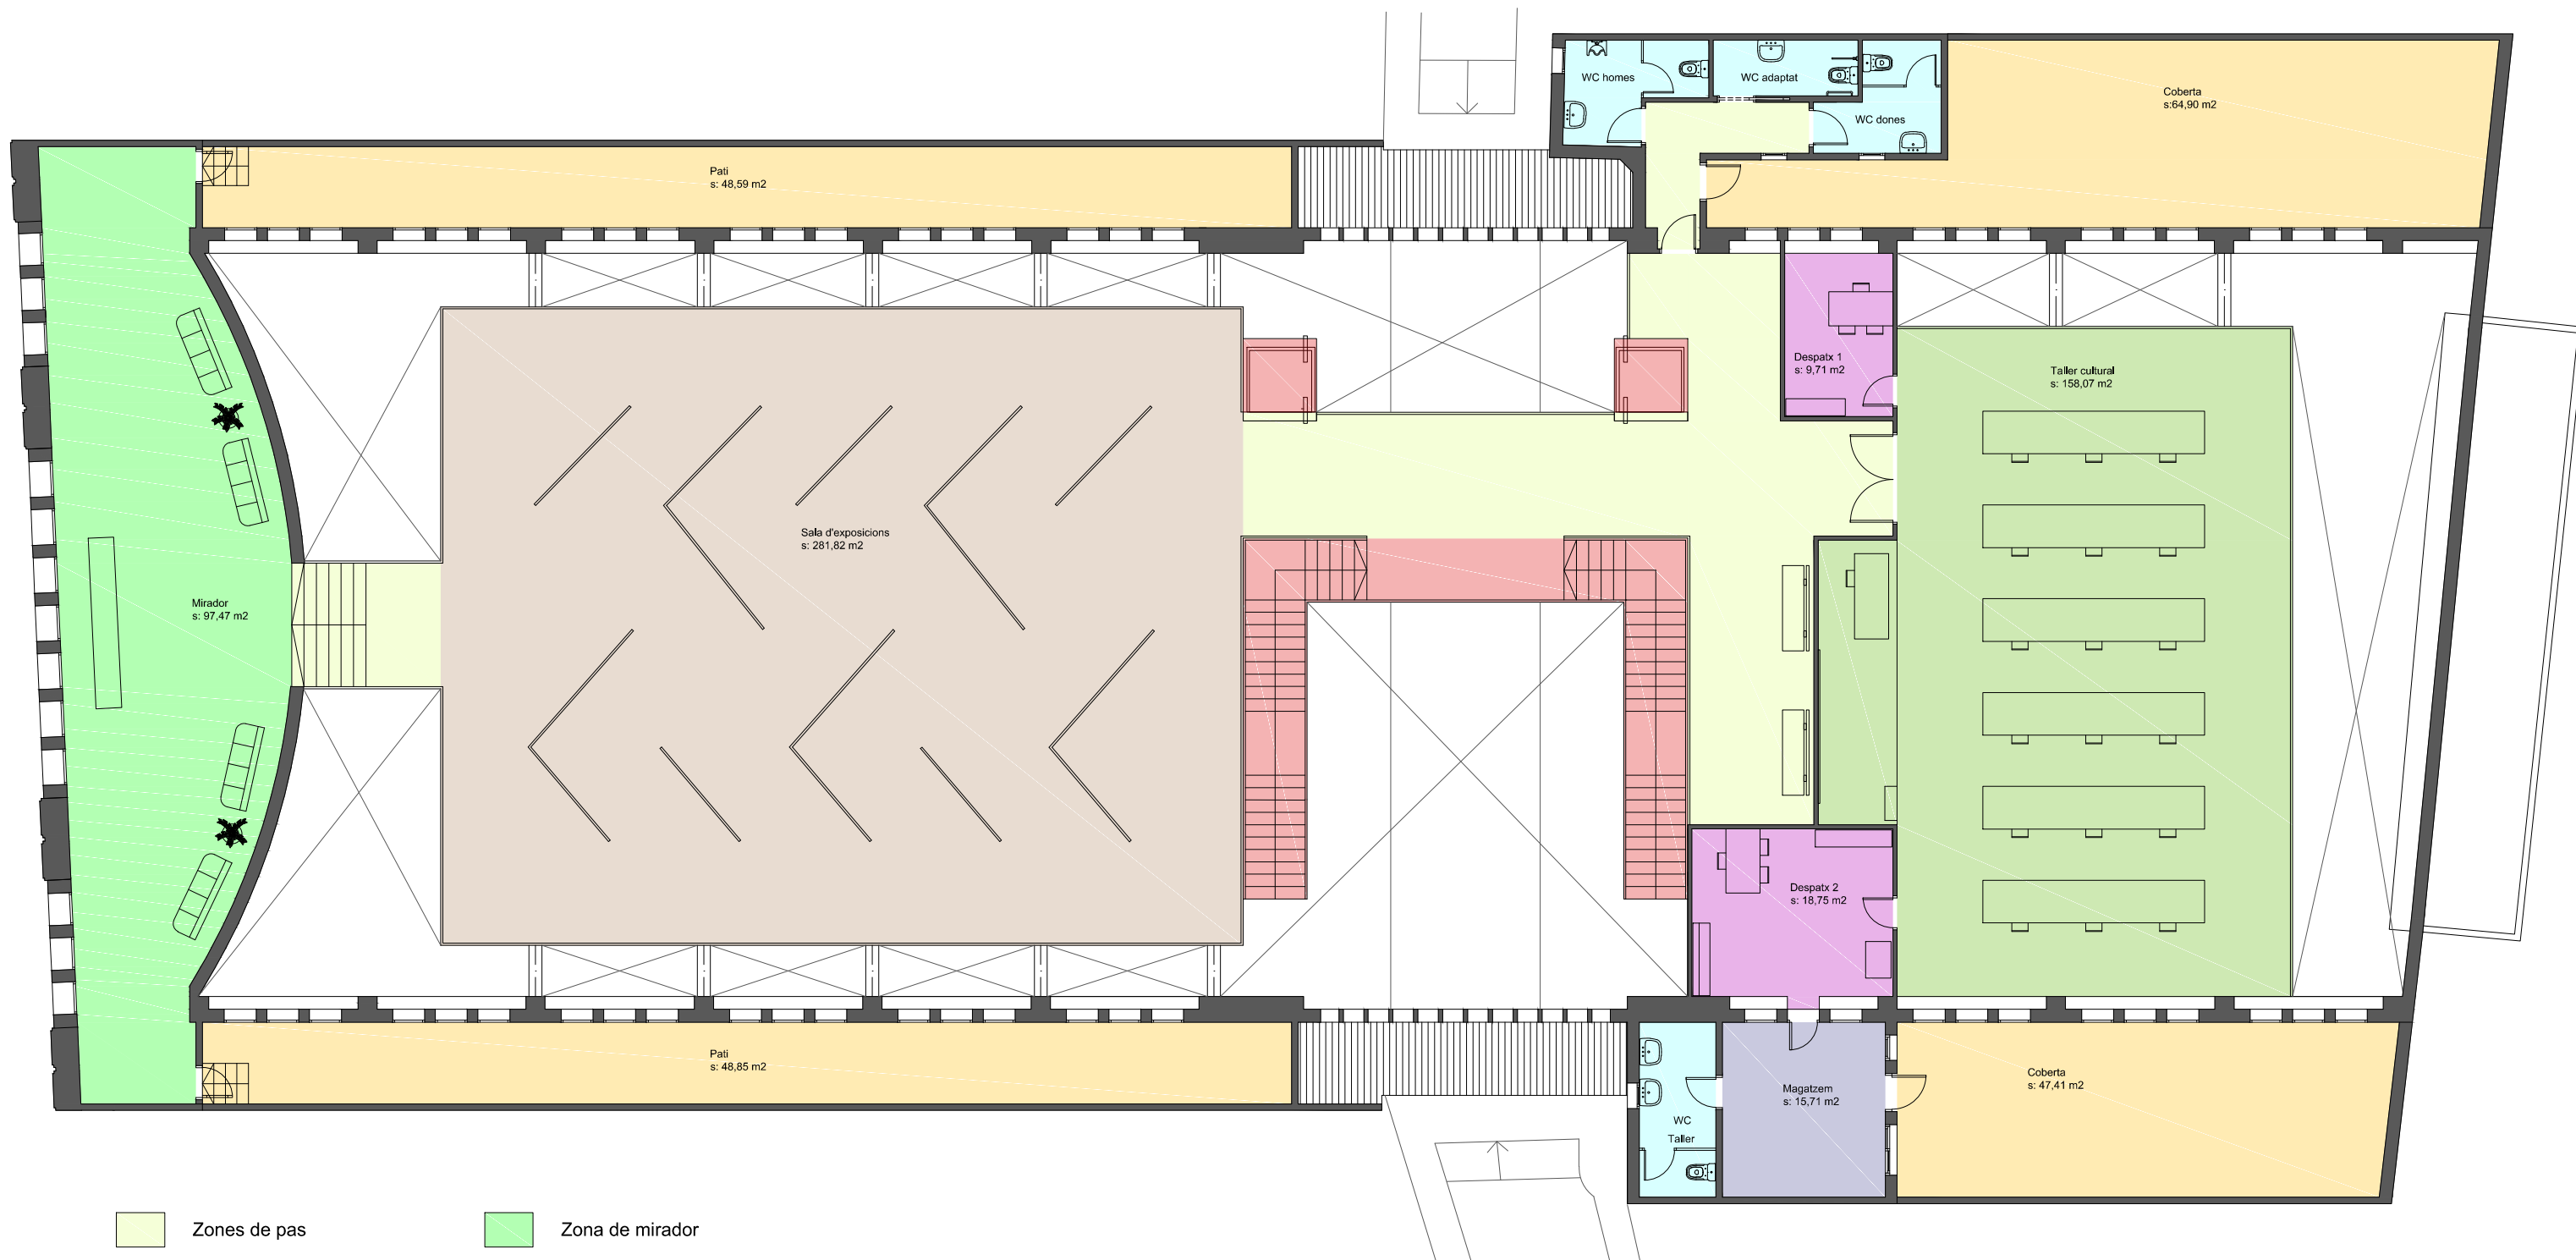 WC homes
WC adaptat
WC dones
Coberta
s:64,90 m2
Pati
s: 48,59 m2
Despatx 1
s: 9,71 m2
Taller cultural
s: 158,07 m2
Sala d'exposicions
s: 281,82 m2
Mirador
s: 97,47 m2
Despatx 2
s: 18,75 m2
Pati
s: 48,85 m2
Magatzem
s: 15,71 m2
Coberta
s: 47,41 m2
WC
Taller
Zones de pas
Zona de mirador